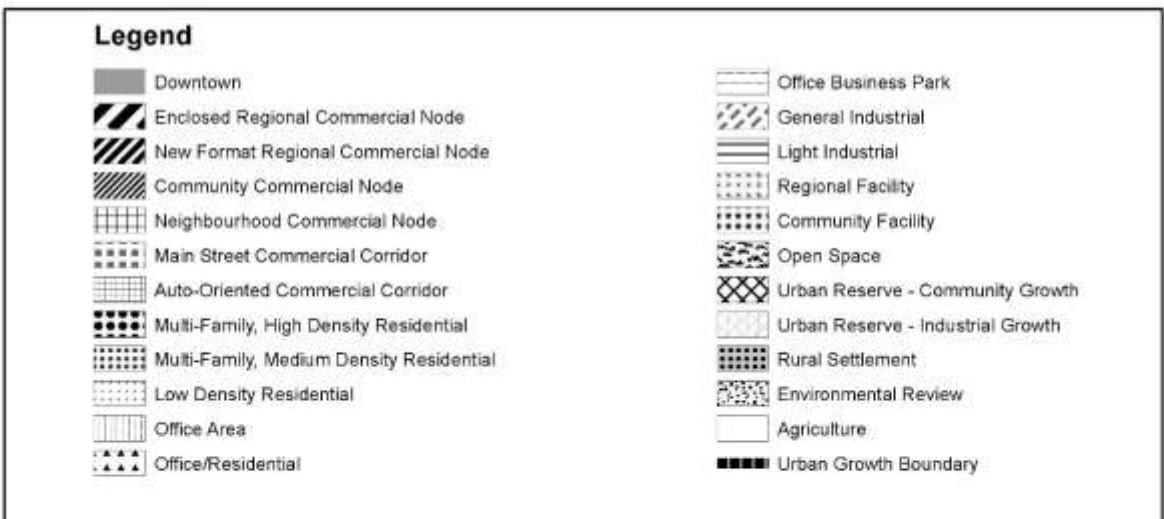 Legend
Downtown
Enclosed Regional Commercial Node
New Format Regional Commercial Node
Community Commercial Node
Neighbourhood Commercial Node
Main Street Commercial Corridor
Auto-Oriented Commercial Corridor
Multi-Family, High Density Residential
Multi-Family, Medium Density Residential
Low Density Residential
Office Area
Office/Residential
Office Business Park
General Industrial
Light Industrial
Regional Facility
Community Facility
Open Space
Urban Reserve - Community Growth
Urban Reserve - Industrial Growth
Rural Settlement
Environmental Review
Agriculture
Urban Growth Boundary